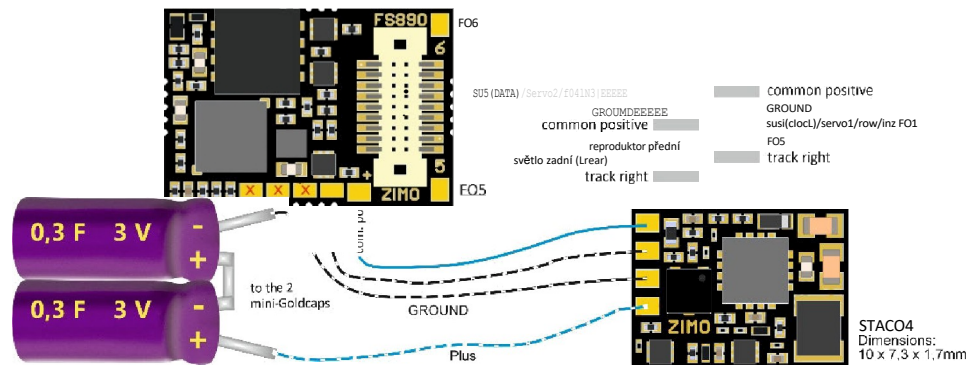 FS890
FO6
6
SU5(DATA)/Servo2/f041N3|EEEEE
GROUMDEEEEE
common positive
reproduktor přední
světlo zadní (Lrear)
track right
common positive
GROUND
susi(clocL)/servo1/row/inz FO1
FO5
track right
5
+
X X X
ZIMO
EO5
0,3 F 3 V
-
+
0,3 F 3 V
-
+
to the 2
mini-Goldcaps
GROUND
Plus
ZIMO
STACO4
Dimensions:
10 x 7,3 x 1,7mm